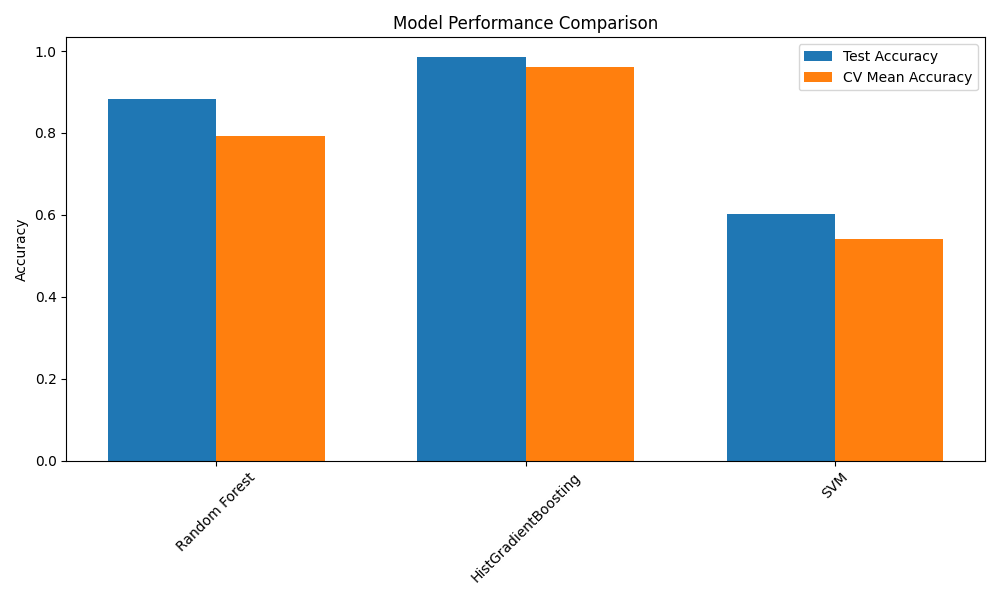 Model Performance Comparison
Test Accuracy
CV Mean Accuracy
Accuracy
1.0
0.8
0.6
0.4
0.2
0.0
Random Forest
HistGradientBoosting
SVM